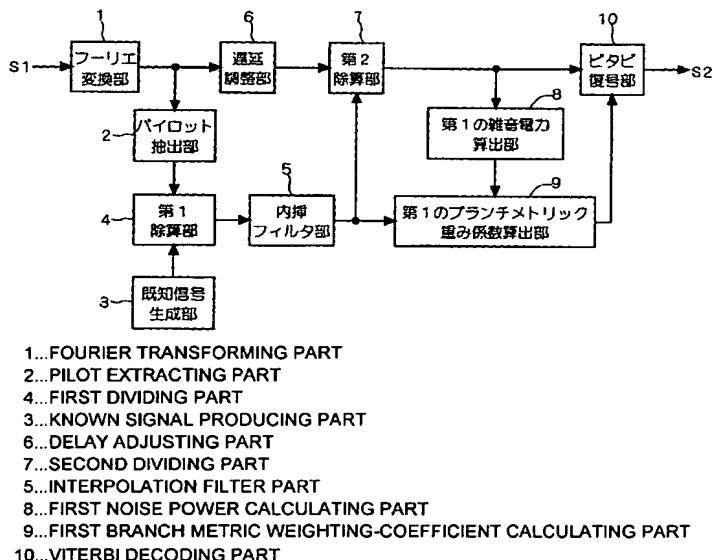 1
6
7
10
S1
フーリエ
変換部
遅延
調整部
第2
除算部
ビタビ
復号部
S2
2
パイロット
抽出部
8
第1の雑音電力
算出部
4
第1
除算部
5
内挿
フィルタ部
9
第1のブランチメトリック
重み係数算出部
3
既知信号
生成部
1...FOURIER TRANSFORMING PART
2...PILOT EXTRACTING PART
4...FIRST DIVIDING PART
3...KNOWN SIGNAL PRODUCING PART
6...DELAY ADJUSTING PART
7...SECOND DIVIDING PART
5...INTERPOLATION FILTER PART
8...FIRST NOISE POWER CALCULATING PART
9...FIRST BRANCH METRIC WEIGHTING-COEFFICIENT CALCULATING PART
10...VITERBI DECODING PART